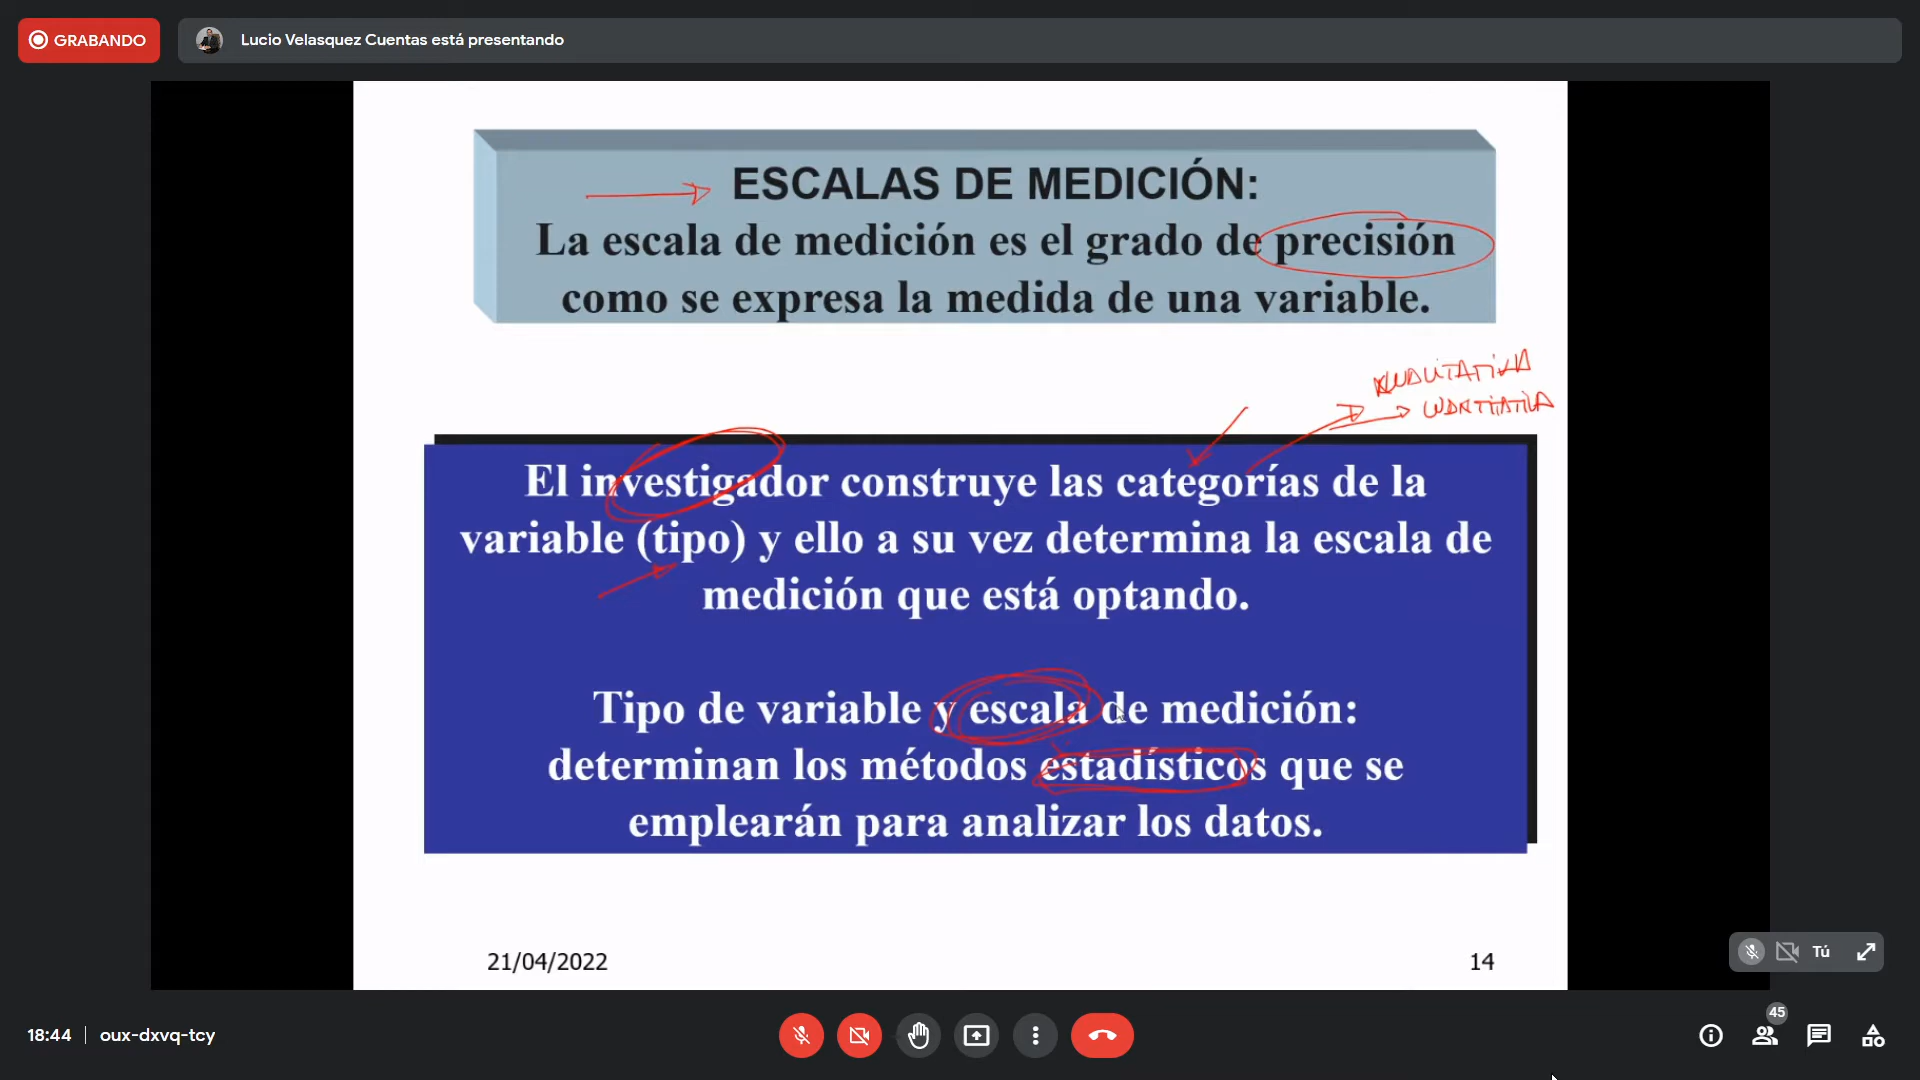 GRABANDO
Lucio Velasquez Cuentas está presentando
ESCALAS DE MEDICIÓN:
La escala de medición es el grado de precisión
como se expresa la medida de una variable.
El investigador construye las categorías de la
variable (tipo) y ello a su vez determina la escala de
medición que está optando.
Tipo de variable y escala de medición:
determinan los métodos estadísticos que se
emplearán para analizar los datos.
21/04/2022
14
Tú
18:44
oux-dxvq-tcy
45